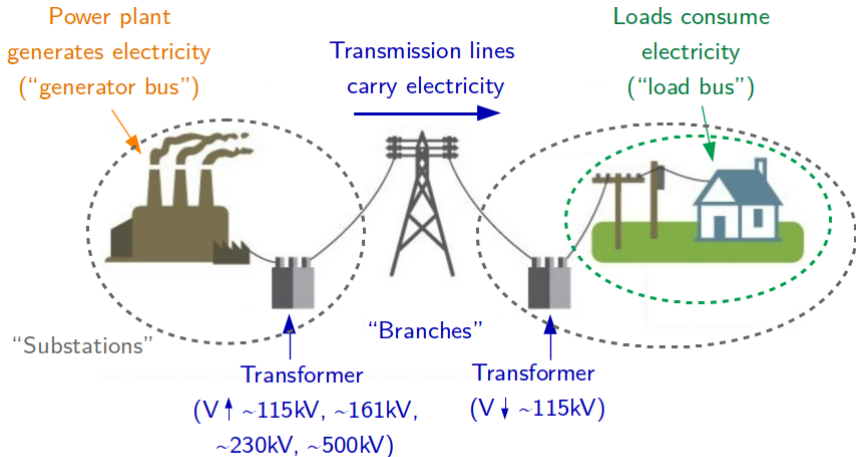 Power plant
generates electricity
(“generator bus”)
Transmission lines
carry electricity
Loads consume
electricity
(“load bus”)
“Substations”
“Branches”
Transformer
(V ⬆ ~115kV, ~161kV,
~230kV, ~500kV)
Transformer
(V ⬇ ~115kV)